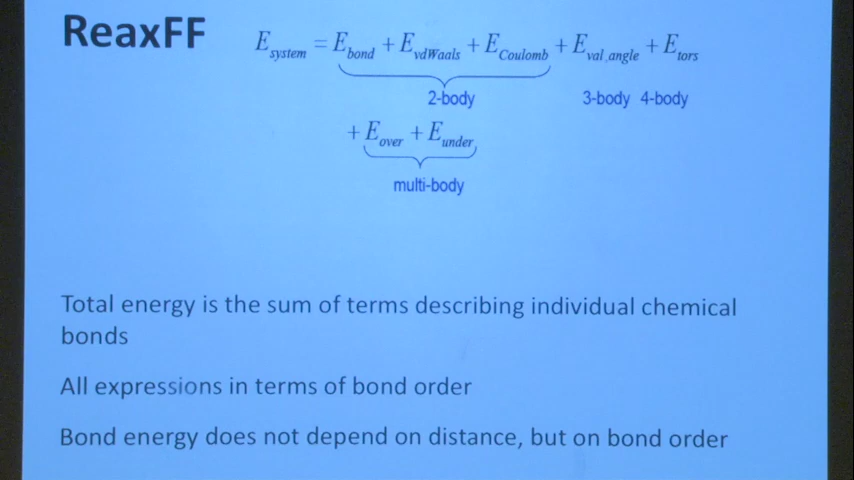 ReaxFF
E_system = E_bond + E_vdWaals + E_Coulomb + E_val,angle + E_tors
2-body 3-body 4-body
+ E_over + E_under
multi-body
Total energy is the sum of terms describing individual chemical
bonds
All expressions in terms of bond order
Bond energy does not depend on distance, but on bond order